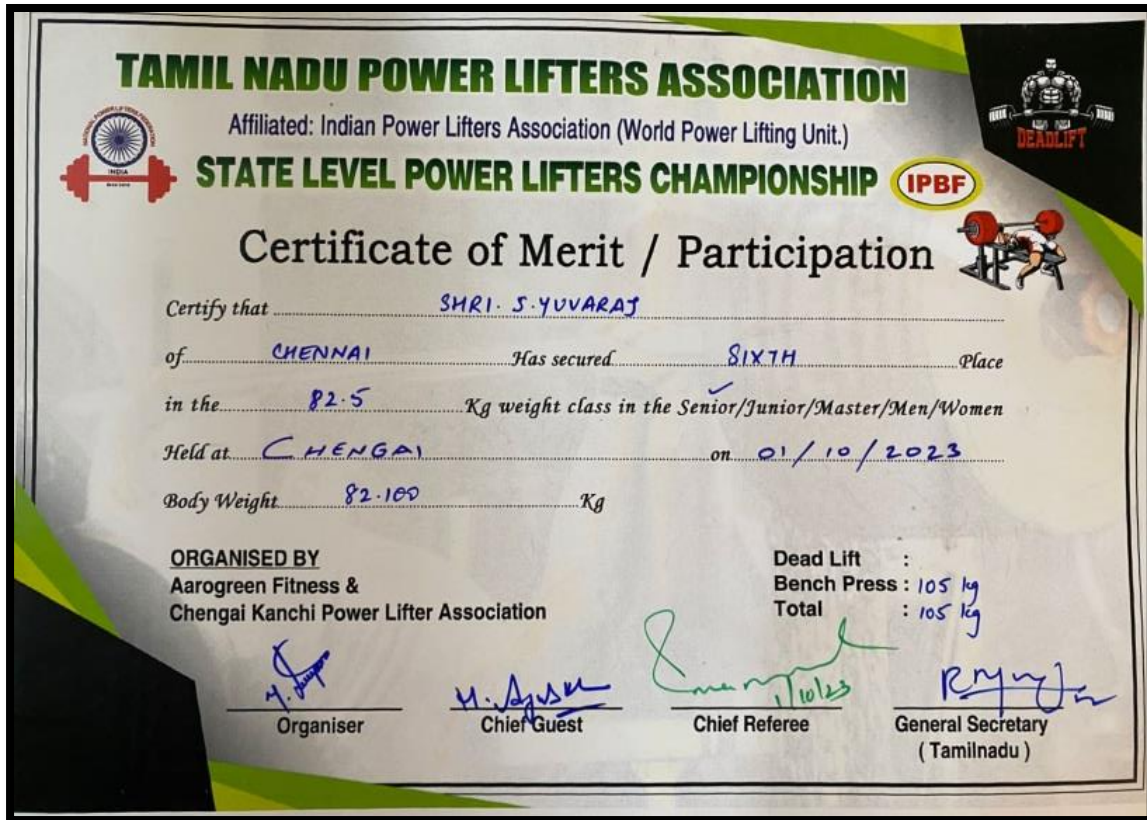 TAMIL NADU POWER LIFTERS ASSOCIATION
Affiliated: Indian Power Lifters Association (World Power Lifting Unit.)
INDIA
DEADLIFT
STATE LEVEL POWER LIFTERS CHAMPIONSHIP IPBF
Certificate of Merit / Participation
Certify that SHRI. S. YUVARAJ
of CHENNAI Has secured SIXTH Place
in the 82.5 Kg weight class in the Senior/Junior/Master/Men/Women
Held at CHENGAI on 01/10/2023
Body Weight 82.100 Kg
ORGANISED BY
Aarogreen Fitness &
Chengai Kanchi Power Lifter Association
Dead Lift :
Bench Press : 105 kg
Total : 105 kg
1/10/23
Organiser
Chief Guest
Chief Referee
General Secretary
( Tamilnadu )